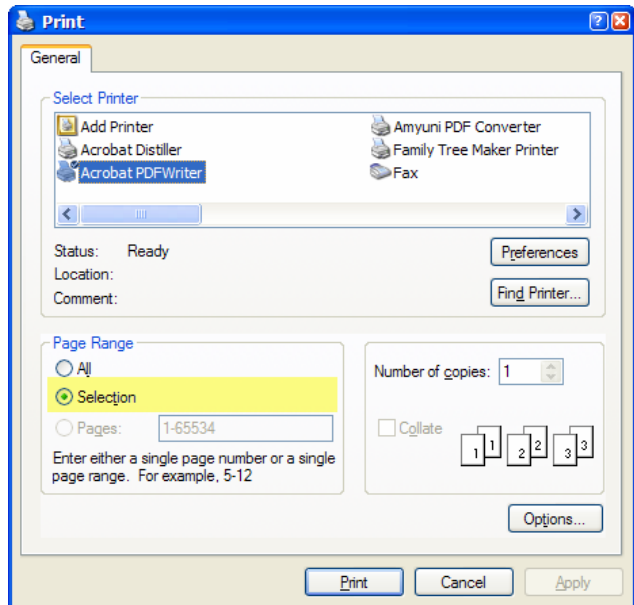 Print
General
Select Printer
Add Printer
Acrobat Distiller
Acrobat PDFWriter
Amyuni PDF Converter
Family Tree Maker Printer
Fax
Status: Ready
Preferences
Location:
Comment:
Find Printer...
Page Range
All
Selection
Pages: 1-65534
Enter either a single page number or a single
page range. For example, 5-12
Number of copies: 1
Collate
1 1 2 2 3 3
Options...
Print Cancel Apply